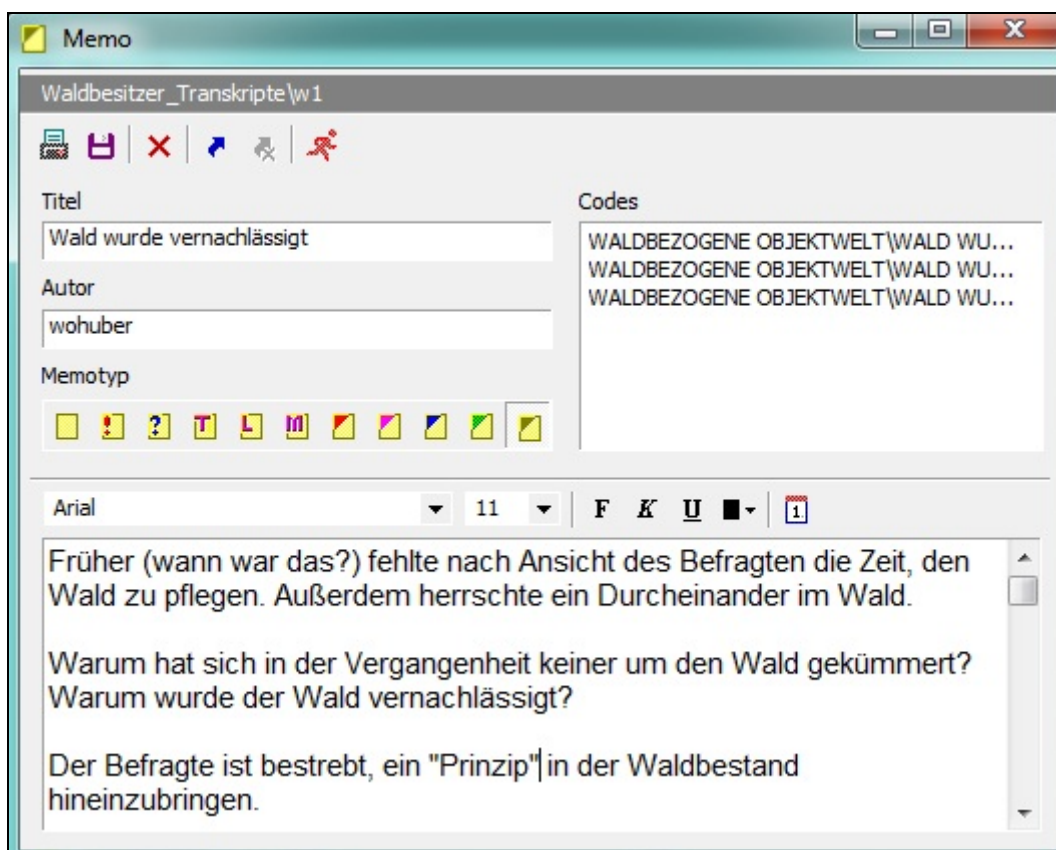 Memo
Waldbesitzer_Transkripte\w1
Titel
Wald wurde vernachlässigt
Codes
WALDBEZOGENE OBJEKTWELT\WALD WU...
WALDBEZOGENE OBJEKTWELT\WALD WU...
WALDBEZOGENE OBJEKTWELT\WALD WU...
Autor
wohuber
Memotyp
! ? T L M
Arial 11 F K U 1
Früher (wann war das?) fehlte nach Ansicht des Befragten die Zeit, den
Wald zu pflegen. Außerdem herrschte ein Durcheinander im Wald.
Warum hat sich in der Vergangenheit keiner um den Wald gekümmert?
Warum wurde der Wald vernachlässigt?
Der Befragte ist bestrebt, ein "Prinzip" in der Waldbestand
hineinzubringen.